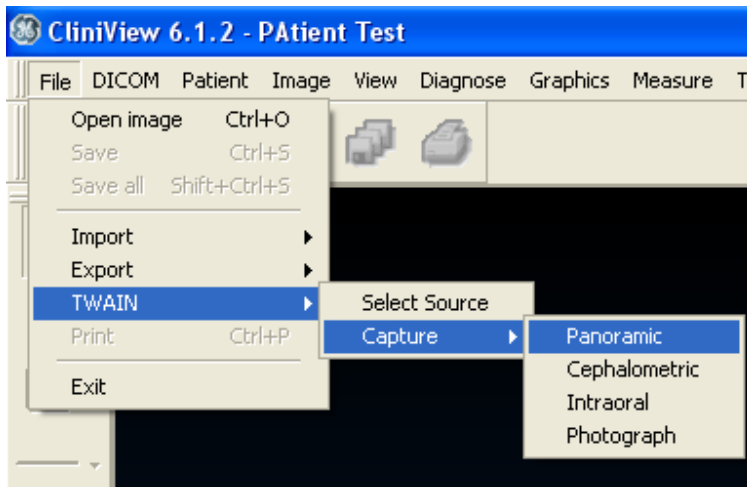 CliniView 6.1.2 - PAtient Test
File DICOM Patient Image View Diagnose Graphics Measure T
Open image Ctrl+O
Save Ctrl+S
Save all Shift+Ctrl+S
Import
Export
TWAIN Select Source
Print Ctrl+P Capture Panoramic
Cephalometric
Exit
Intraoral
Photograph